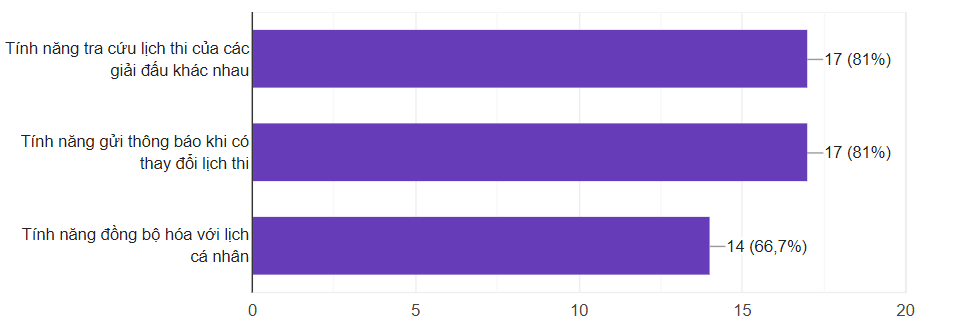 Tính năng tra cứu lịch thi của các
giải đấu khác nhau
17 (81%)
Tính năng gửi thông báo khi có
thay đổi lịch thi
17 (81%)
Tính năng đồng bộ hóa với lịch
cá nhân
14 (66,7%)
0 5 10 15 20